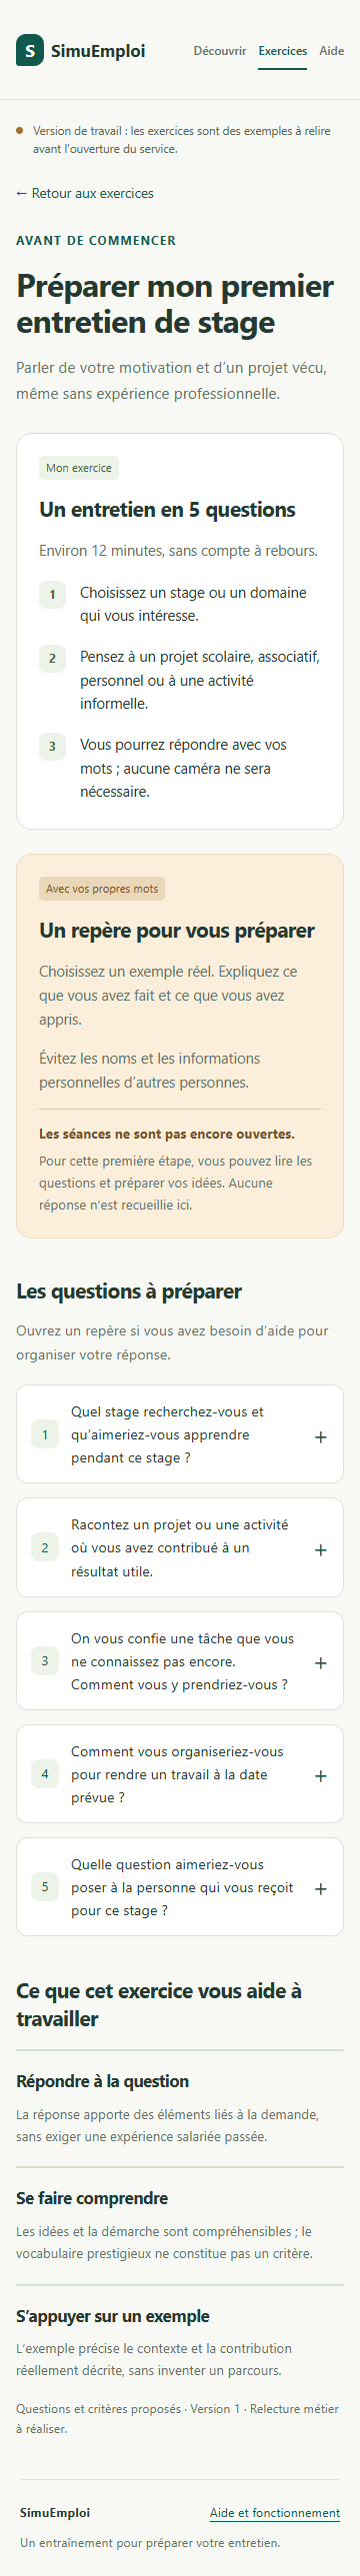 S SimuEmploi Découvrir Exercices Aide
Version de travail : les exercices sont des exemples à relire
avant l’ouverture du service.
← Retour aux exercices
AVANT DE COMMENCER
Préparer mon premier
entretien de stage
Parler de votre motivation et d’un projet vécu,
même sans expérience professionnelle.
Mon exercice
Un entretien en 5 questions
Environ 12 minutes, sans compte à rebours.
1 Choisissez un stage ou un domaine
qui vous intéresse.
2 Pensez à un projet scolaire, associatif,
personnel ou à une activité
informelle.
3 Vous pourrez répondre avec vos
mots ; aucune caméra ne sera
nécessaire.
Avec vos propres mots
Un repère pour vous préparer
Choisissez un exemple réel. Expliquez ce
que vous avez fait et ce que vous avez
appris.
Évitez les noms et les informations
personnelles d’autres personnes.
Les séances ne sont pas encore ouvertes.
Pour cette première étape, vous pouvez lire les
questions et préparer vos idées. Aucune
réponse n’est recueillie ici.
Les questions à préparer
Ouvrez un repère si vous avez besoin d’aide pour
organiser votre réponse.
Quel stage recherchez-vous et
1 qu’aimeriez-vous apprendre +
pendant ce stage ?
Racontez un projet ou une activité
2 où vous avez contribué à un +
résultat utile.
On vous confie une tâche que vous
3 ne connaissez pas encore. +
Comment vous y prendriez-vous ?
Comment vous organiseriez-vous
4 pour rendre un travail à la date +
prévue ?
Quelle question aimeriez-vous
5 poser à la personne qui vous reçoit +
pour ce stage ?
Ce que cet exercice vous aide à
travailler
Répondre à la question
La réponse apporte des éléments liés à la demande,
sans exiger une expérience salariée passée.
Se faire comprendre
Les idées et la démarche sont compréhensibles ; le
vocabulaire prestigieux ne constitue pas un critère.
S’appuyer sur un exemple
L’exemple précise le contexte et la contribution
réellement décrite, sans inventer un parcours.
Questions et critères proposés · Version 1 · Relecture métier
à réaliser.
SimuEmploi Aide et fonctionnement
Un entraînement pour préparer votre entretien.